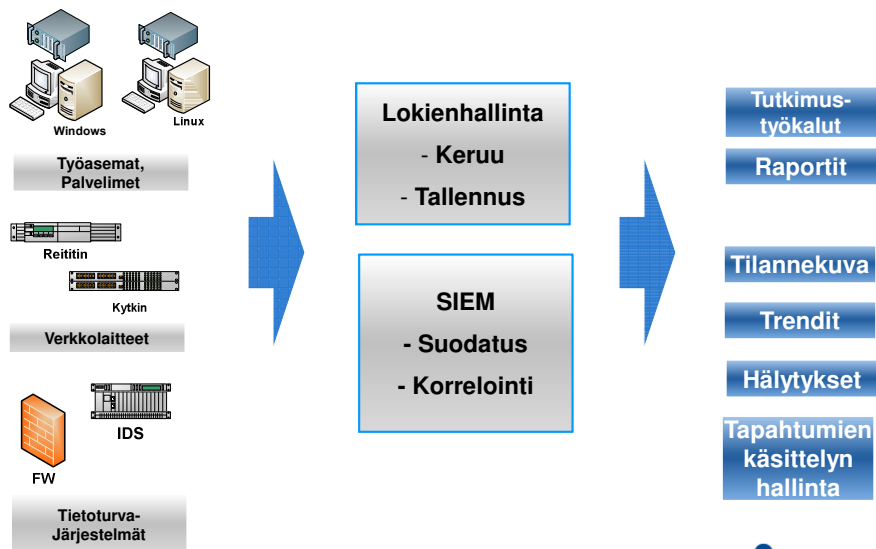 Windows
Linux
Työasemat,
Palvelimet
Reititin
Kytkin
Verkkolaitteet
IDS
FW
Tietoturva-
Järjestelmät
Lokienhallinta
- Keruu
- Tallennus
SIEM
- Suodatus
- Korrelointi
Tutkimus-
työkalut
Raportit
Tilannekuva
Trendit
Hälytykset
Tapahtumien
käsittelyn
hallinta